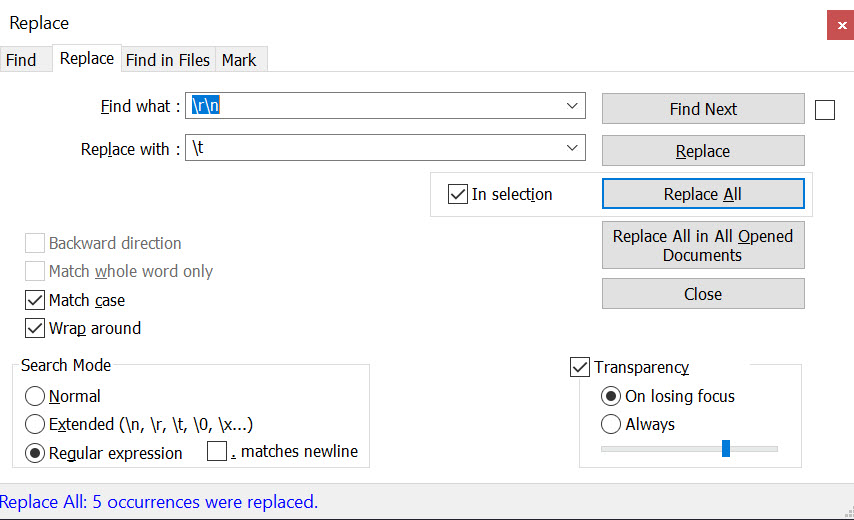 Replace
Find
Replace
Find in Files
Mark
Find what :
\r\n
Find Next
Replace with :
\t
Replace
In selection
Replace All
Backward direction
Replace All in All Opened
Documents
Match whole word only
Match case
Close
Wrap around
Search Mode
Transparency
Normal
On losing focus
Extended (\n, \r, \t, \0, \x...)
Always
Regular expression
. matches newline
Replace All: 5 occurrences were replaced.